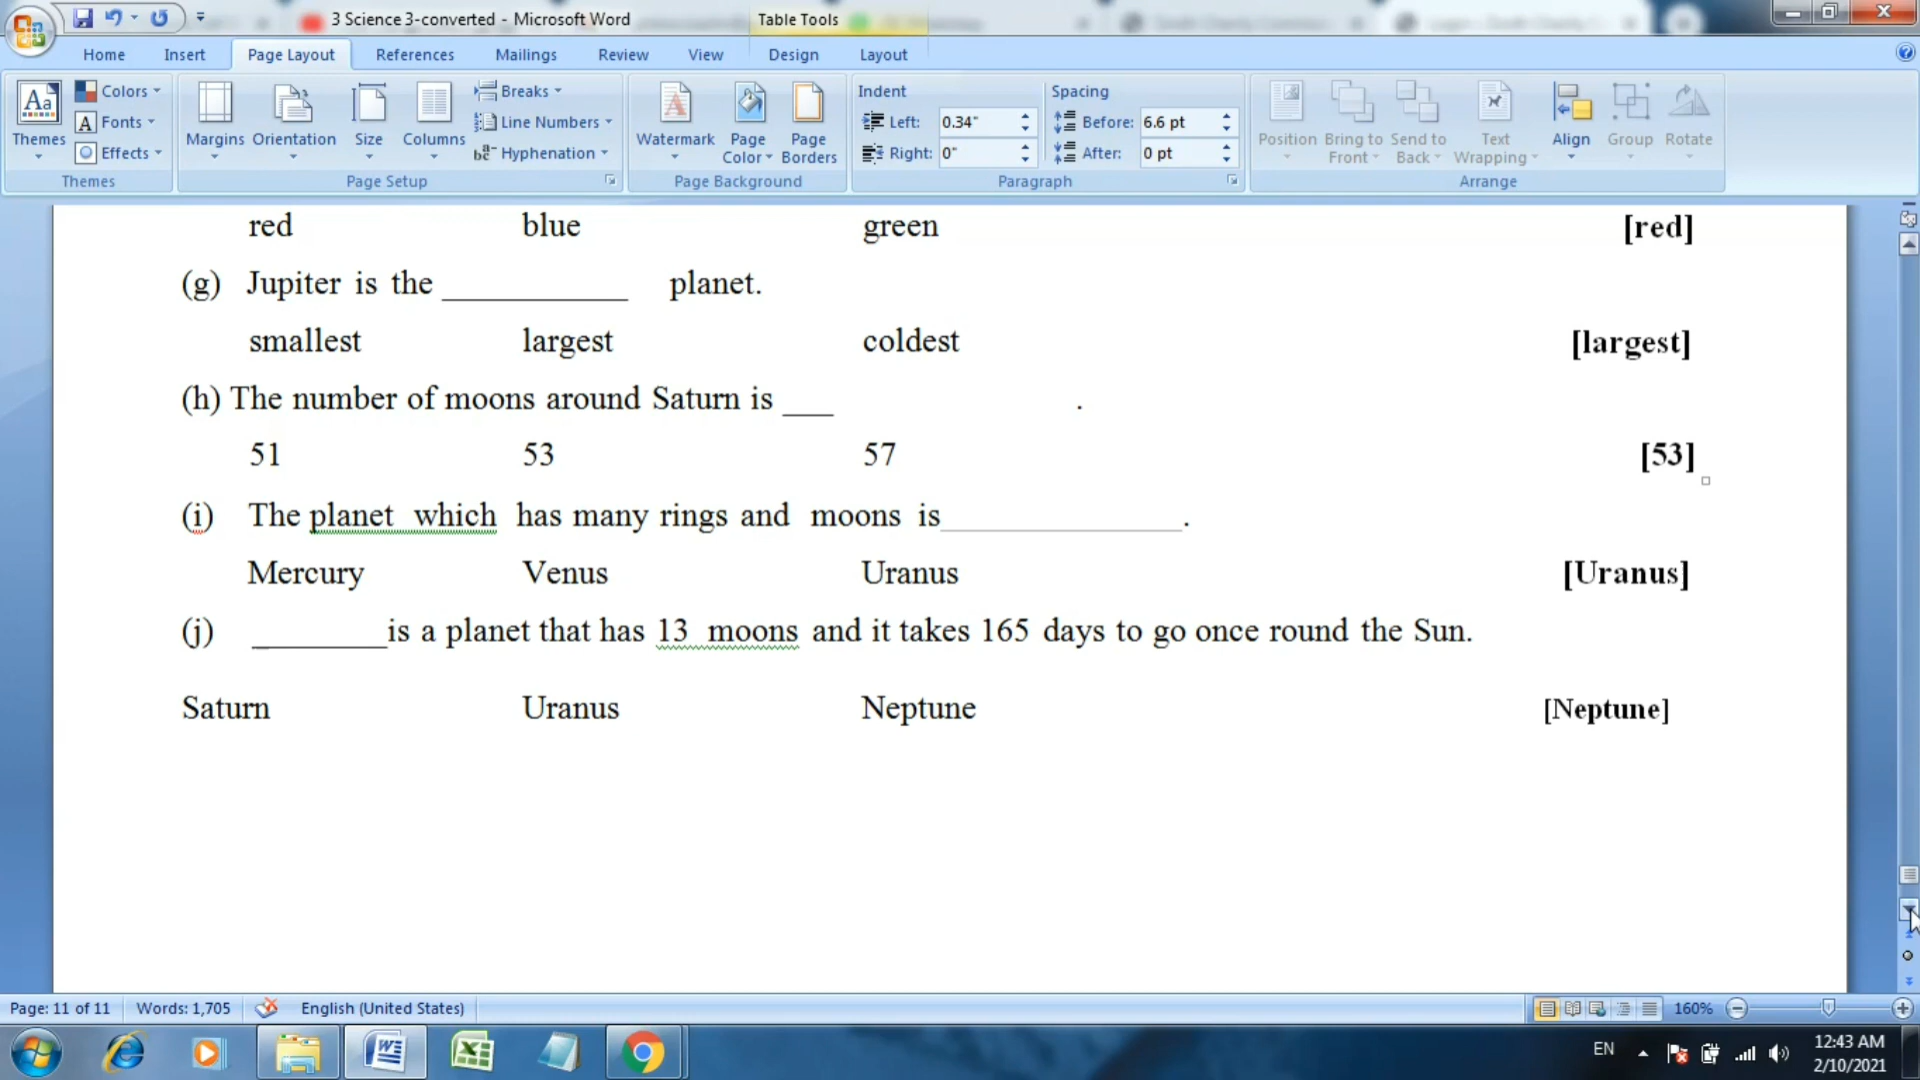 3 Science 3-converted - Microsoft Word
Table Tools
Home Insert Page Layout References Mailings Review View Design Layout
Themes Colors Fonts Effects
Margins Orientation Size Columns Breaks Line Numbers Hyphenation
Watermark Page Color Page Borders
Indent Left: 0.34" Right: 0"
Spacing Before: 6.6 pt After: 0 pt
Position Bring to Front Send to Back Text Wrapping Align Group Rotate
Themes Page Setup Page Background Paragraph Arrange
red blue green [red]
(g) Jupiter is the ___________ planet.
smallest largest coldest [largest]
(h) The number of moons around Saturn is ___ .
51 53 57 [53]
(i) The planet which has many rings and moons is______________.
Mercury Venus Uranus [Uranus]
(j) ________is a planet that has 13 moons and it takes 165 days to go once round the Sun.
Saturn Uranus Neptune [Neptune]
Page: 11 of 11 Words: 1,705 English (United States) 160%
EN 12:43 AM
2/10/2021